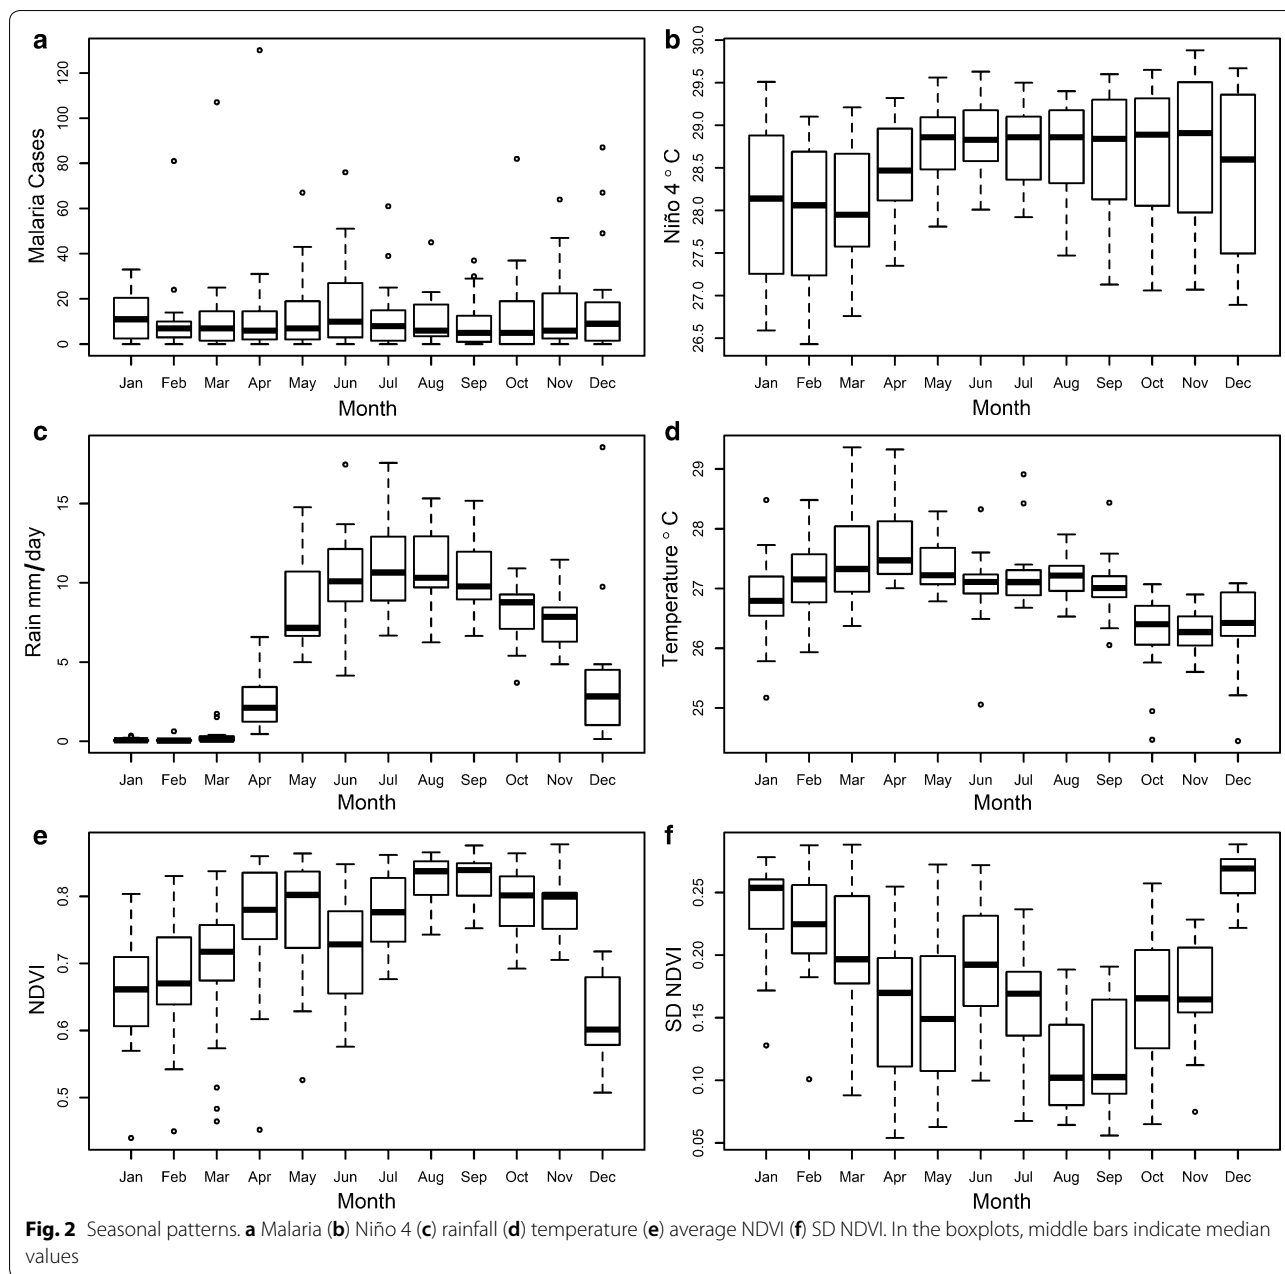 a
Malaria Cases
0 20 40 60 80 100 120
Jan Feb Mar Apr May Jun Jul Aug Sep Oct Nov Dec
Month
b
Niño 4 ° C
26.5 27.0 27.5 28.0 28.5 29.0 29.5 30.0
Jan Feb Mar Apr May Jun Jul Aug Sep Oct Nov Dec
Month
c
Rain mm/day
0 5 10 15
Jan Feb Mar Apr May Jun Jul Aug Sep Oct Nov Dec
Month
d
Temperature ° C
25 26 27 28 29
Jan Feb Mar Apr May Jun Jul Aug Sep Oct Nov Dec
Month
e
NDVI
0.5 0.6 0.7 0.8
Jan Feb Mar Apr May Jun Jul Aug Sep Oct Nov Dec
Month
f
SD NDVI
0.05 0.10 0.15 0.20 0.25
Jan Feb Mar Apr May Jun Jul Aug Sep Oct Nov Dec
Month
Fig. 2 Seasonal patterns. a Malaria (b) Niño 4 (c) rainfall (d) temperature (e) average NDVI (f) SD NDVI. In the boxplots, middle bars indicate median
values